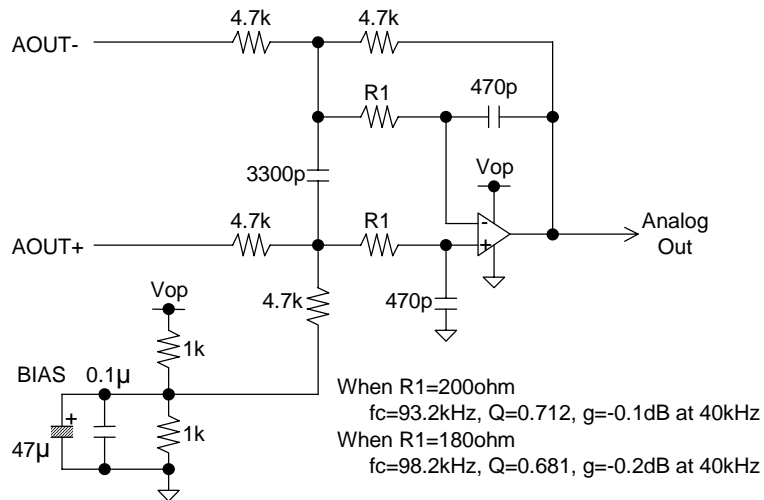 4.7k
4.7k
AOUT-
R1
470p
3300p
Vop
4.7k
R1
-
+
Analog
Out
AOUT+
Vop
4.7k
470p
1k
BIAS
0.1µ
+
47µ
1k
When R1=200ohm
fc=93.2kHz, Q=0.712, g=-0.1dB at 40kHz
When R1=180ohm
fc=98.2kHz, Q=0.681, g=-0.2dB at 40kHz